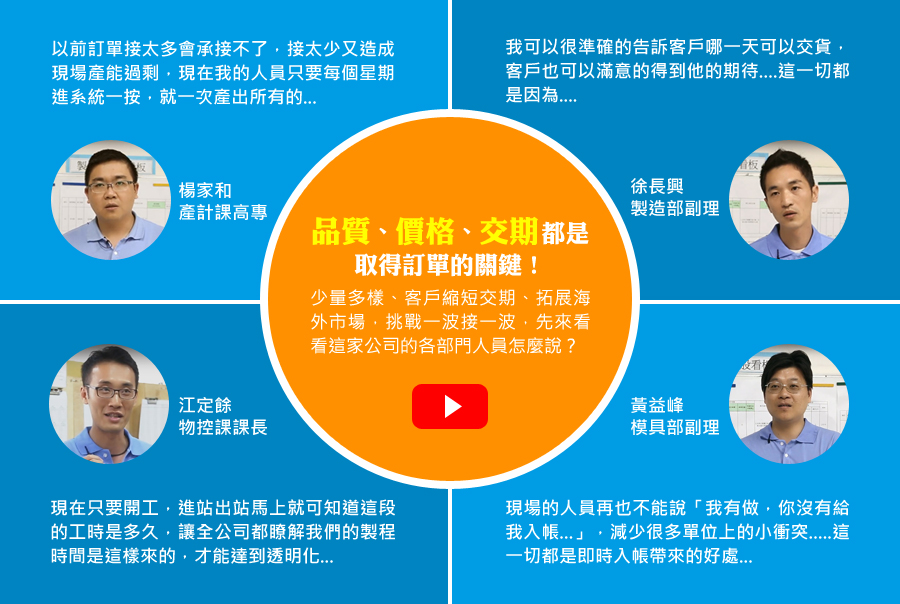 以前訂單接太多會承接不了，接太少又造成
現場產能過剩，現在我的人員只要每個星期
進系統一按，就一次產出所有的...
楊家和
產計課高專
我可以很準確的告訴客戶哪一天可以交貨，
客戶也可以滿意的得到他的期待....這一切都
是因為....
徐長興
製造部副理
品質、價格、交期都是
取得訂單的關鍵！
少量多樣、客戶縮短交期、拓展海
外市場，挑戰一波接一波，先來看
看這家公司的各部門人員怎麼說？
江定餘
物控課課長
現在只要開工，進站出站馬上就可知道這段
的工時是多久，讓全公司都瞭解我們的製程
時間是這樣來的，才能達到透明化...
黃益峰
模具部副理
現場的人員再也不能說「我有做，你沒有給
我入帳...」，減少很多單位上的小衝突.....這
一切都是即時入帳帶來的好處...